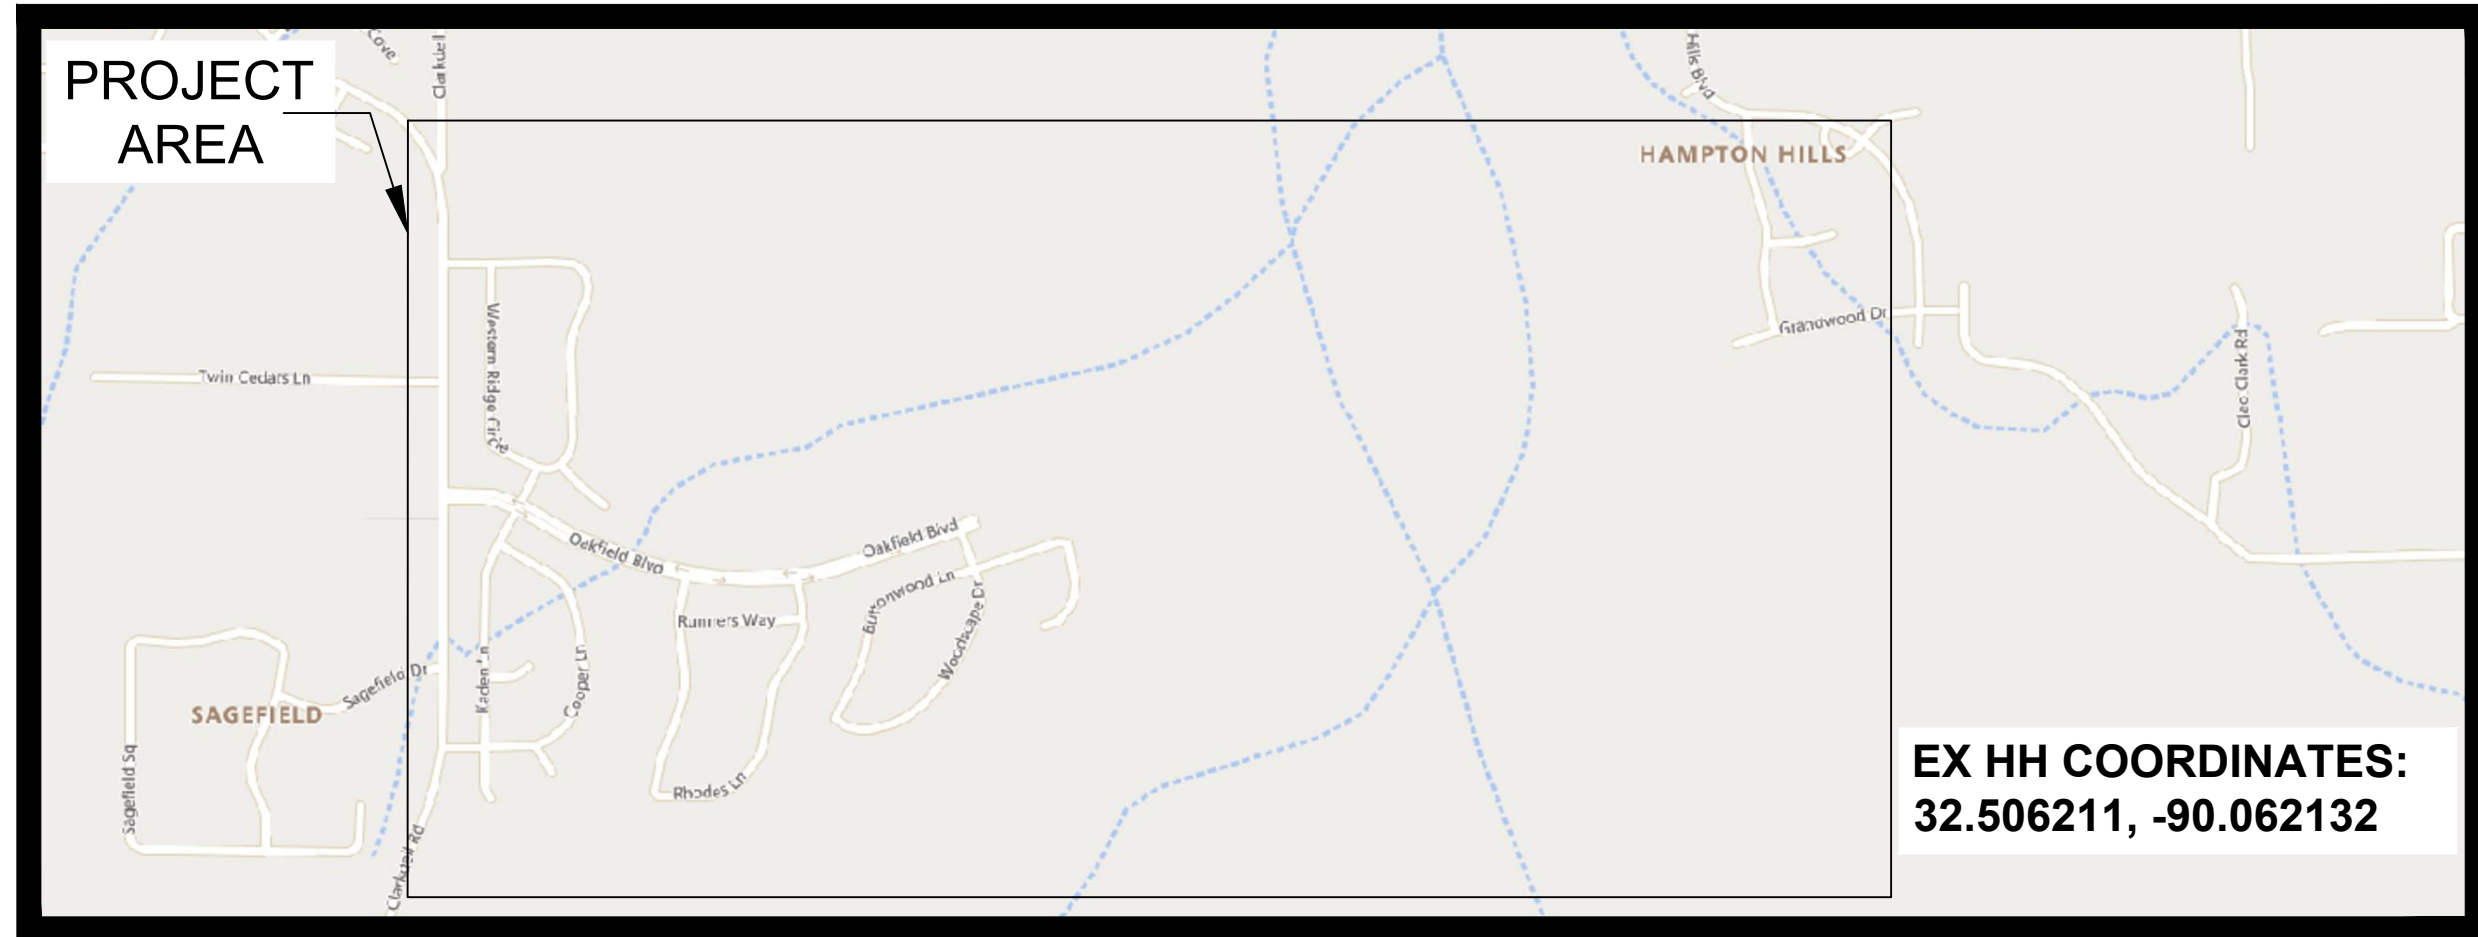 PROJECT
AREA
Cove
Clarkdell
Hills Blvd
HAMPTON HILLS
Western Ridge Circle
Grandwood Dr
Cleo Clark Rd
Twin Cedars Ln
Oakfield Blvd
Oakfield Blvd
Buttonwood Ln
Woodscape Dr
Runners Way
Kaden Ln
Cooper Ln
Sagefield Dr
SAGEFIELD
Sagefield Sq
Rhodes Ln
Clarkdell Rd
EX HH COORDINATES:
32.506211, -90.062132